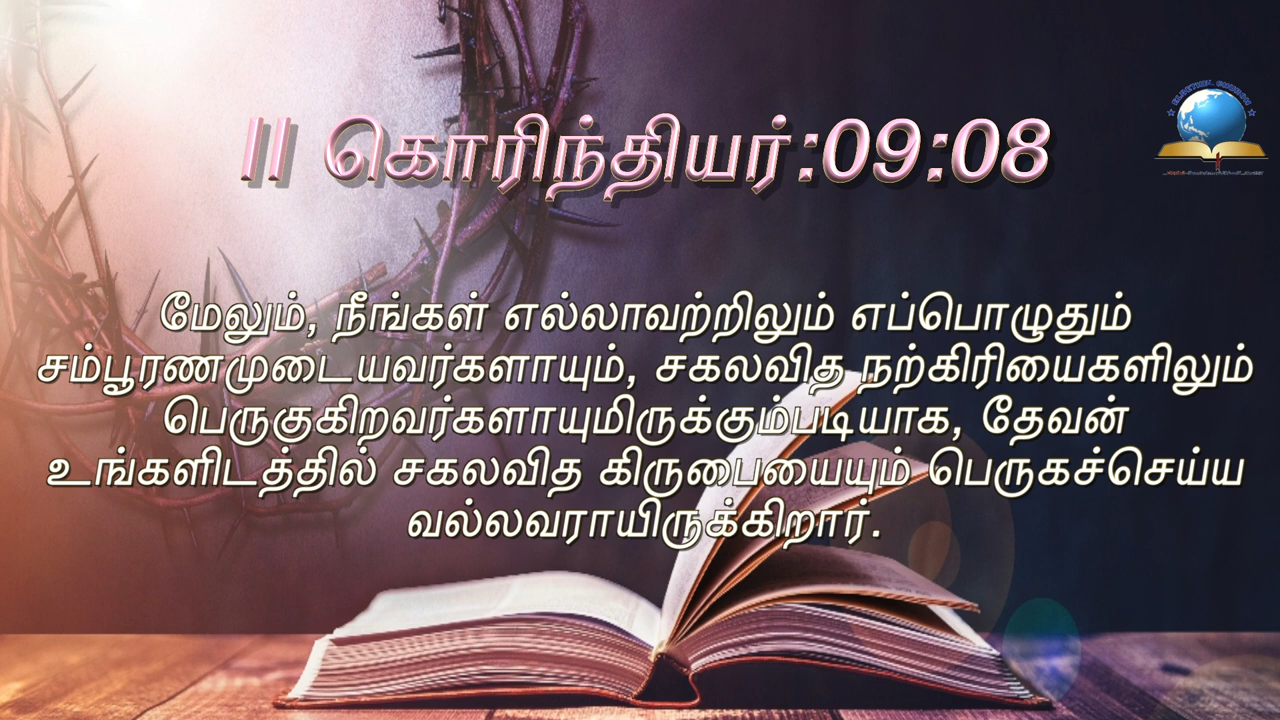 II கொரிந்தியர்:09:08
மேலும், நீங்கள் எல்லாவற்றிலும் எப்பொழுதும்
சம்பூரணமுடையவர்களாயும், சகலவித நற்கிரியைகளிலும்
பெருகுகிறவர்களாயுமிருக்கும்படியாக, தேவன்
உங்களிடத்தில் சகலவித கிருபையையும் பெருகச்செய்ய
வல்லவராயிருக்கிறார்.